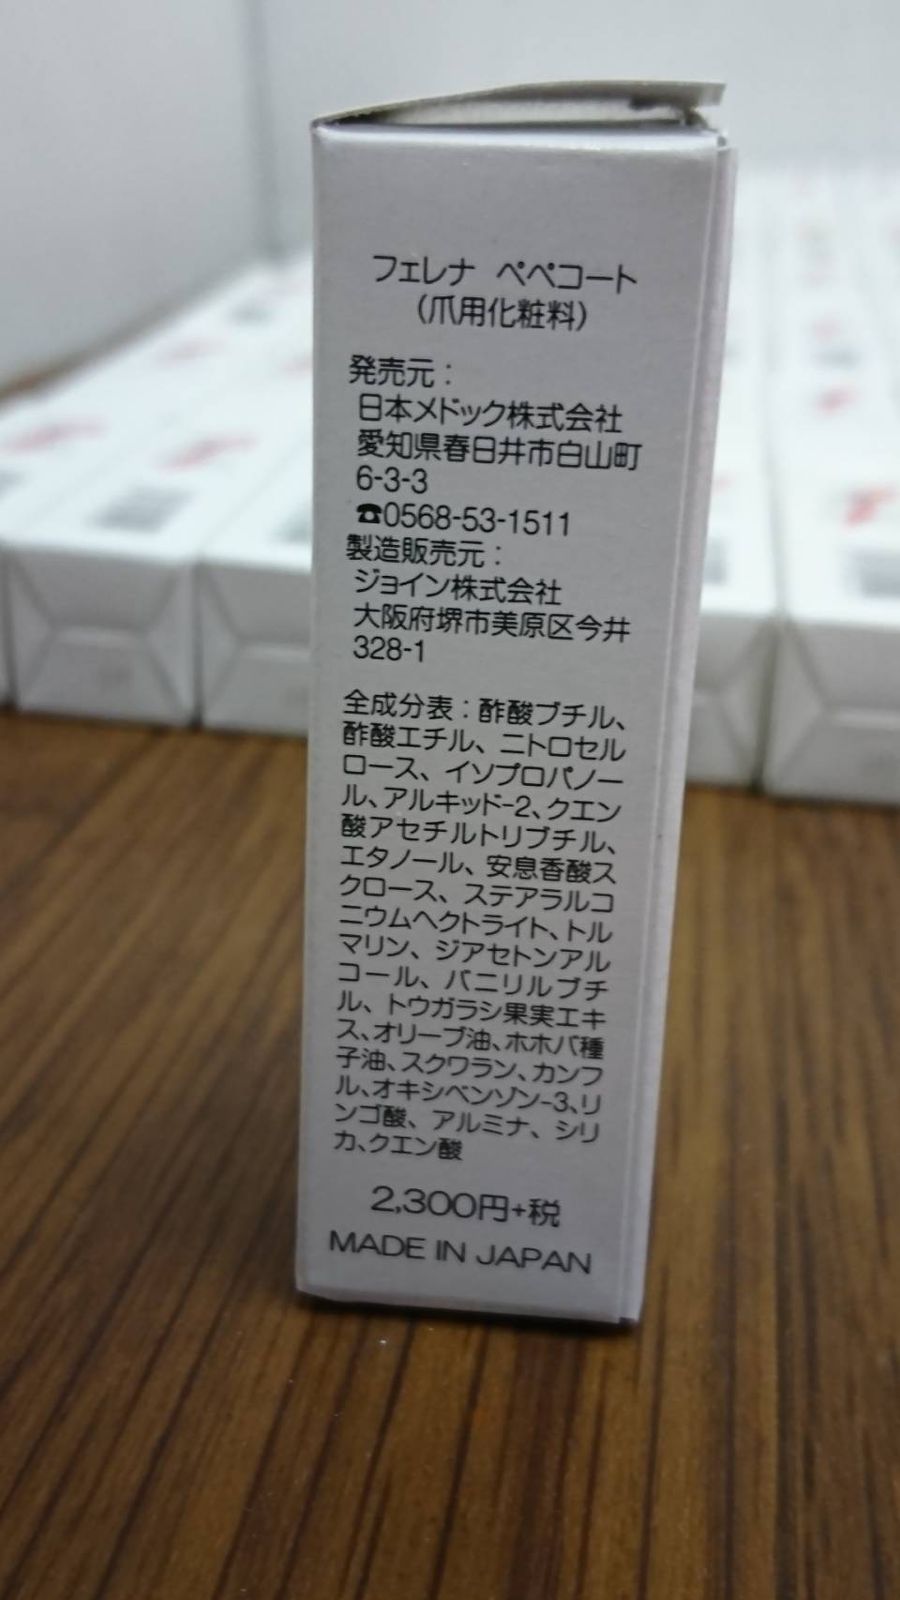 フェレナ ペペコート
(爪用化粧料)
発売元:
日本メドック株式会社
愛知県春日井市白山町
6-3-3
☎0568-53-1511
製造販売元:
ジョイン株式会社
大阪府堺市美原区今井
328-1
全成分表:酢酸ブチル、
酢酸エチル、ニトロセル
ロース、イソプロパノー
ル、アルキッド-2、クエン
酸アセチルトリブチル、
エタノール、安息香酸ス
クロース、ステアラルコ
ニウムヘクトライト、トル
マリン、ジアセトンアル
コール、バニリルブチ
ル、トウガラシ果実エキ
ス、オリーブ油、ホホバ種
子油、スクワラン、カンフ
ル、オキシベンゾン-3、リ
ンゴ酸、アルミナ、シリ
カ、クエン酸
2,300円+税
MADE IN JAPAN